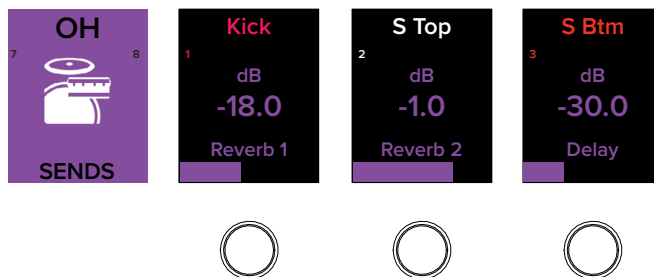 OH
7 8
SENDS
Kick
1
dB
-18.0
Reverb 1
S Top
2
dB
-1.0
Reverb 2
S Btm
3
dB
-30.0
Delay